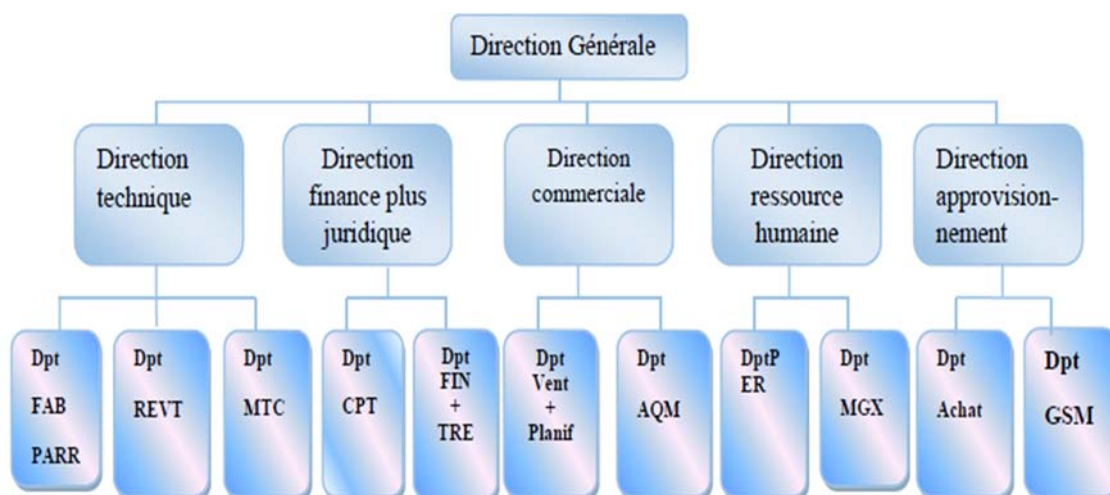 Direction Générale
Direction
technique
Direction
finance plus
juridique
Direction
commerciale
Direction
ressource
humaine
Direction
approvision-
nement
Dpt
FAB
PARR
Dpt
REVT
Dpt
MTC
Dpt
CPT
Dpt
FIN
+
TRE
Dpt
Vent
+
Planif
Dpt
AQM
DptP
ER
Dpt
MGX
Dpt
Achat
Dpt
GSM